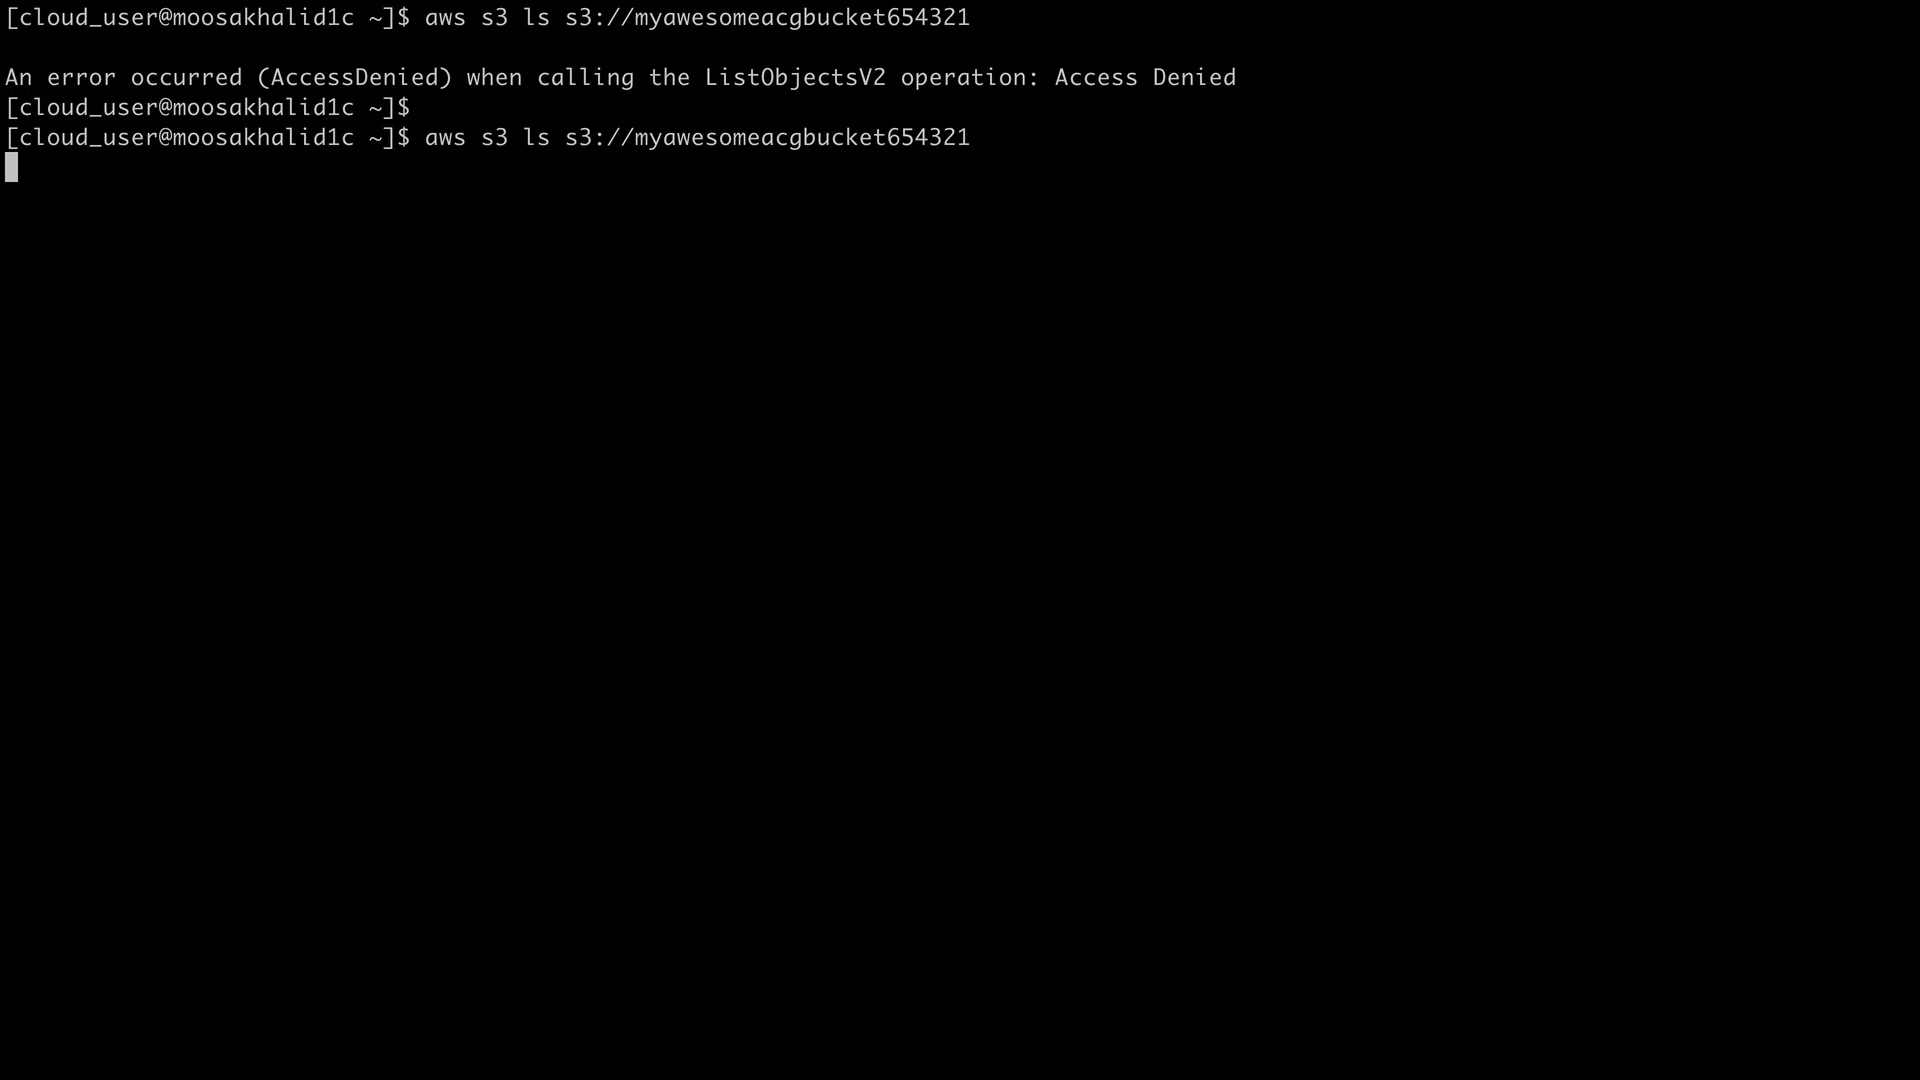 [cloud_user@moosakhalid1c ~]$ aws s3 ls s3://myawesomeacgbucket654321
An error occurred (AccessDenied) when calling the ListObjectsV2 operation: Access Denied
[cloud_user@moosakhalid1c ~]$
[cloud_user@moosakhalid1c ~]$ aws s3 ls s3://myawesomeacgbucket654321